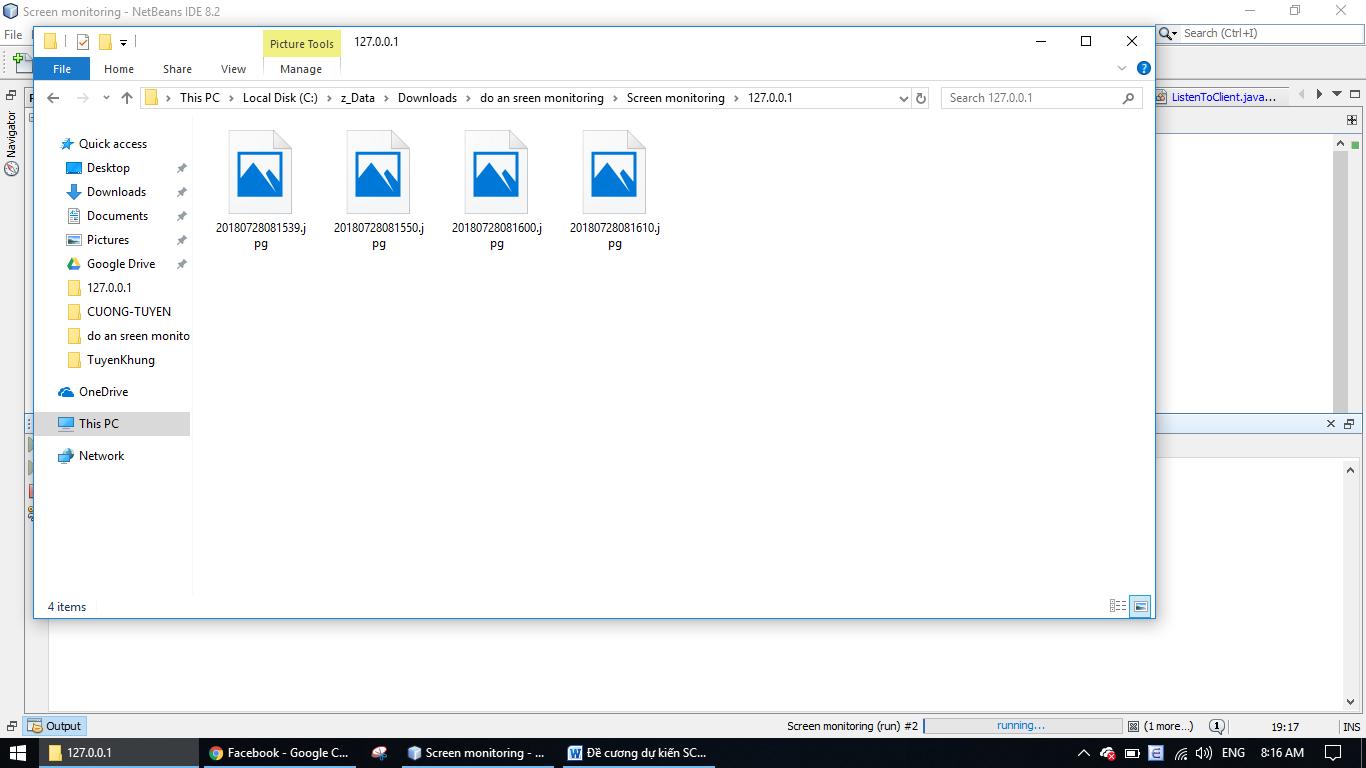 Screen monitoring - NetBeans IDE 8.2
File
Search (Ctrl+I)
Picture Tools
127.0.0.1
File
Home
Share
View
Manage
This PC
Local Disk (C:)
z_Data
Downloads
do an sreen monitoring
Screen monitoring
127.0.0.1
Search 127.0.0.1
ListenToClient.java...
Navigator
Quick access
Desktop
Downloads
Documents
Pictures
Google Drive
127.0.0.1
CUONG-TUYEN
do an sreen monito
TuyenKhung
OneDrive
This PC
Network
20180728081539.j
pg
20180728081550.j
pg
20180728081600.j
pg
20180728081610.j
pg
4 items
Output
Screen monitoring (run) #2
running...
(1 more...)
1
19:17
INS
127.0.0.1
Facebook - Google C...
Screen monitoring - ...
Đề cương dự kiến SC...
ENG
8:16 AM